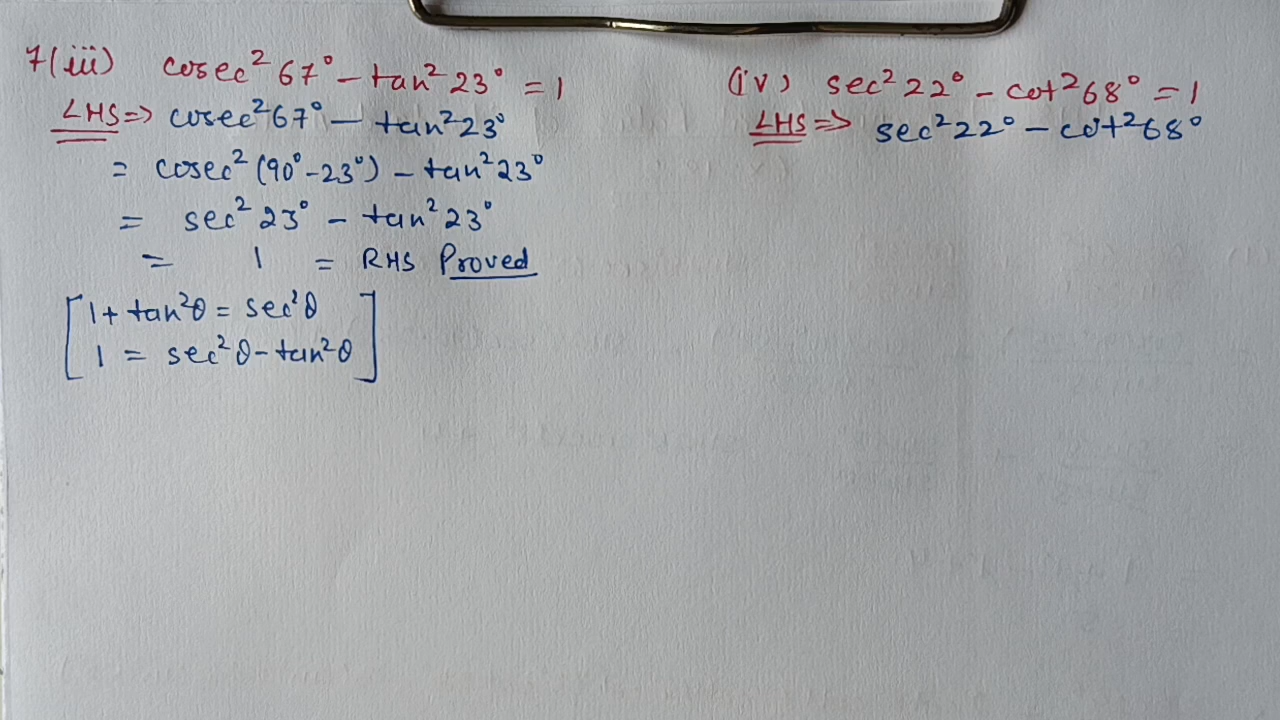 7(iii) cosec² 67° - tan² 23° = 1
LHS => cosec² 67° - tan² 23°
= cosec² (90° - 23°) - tan² 23°
= sec² 23° - tan² 23°
= 1 = RHS Proved
[1 + tan²θ = sec²θ
1 = sec²θ - tan²θ]
(iv) sec² 22° - cot² 68° = 1
LHS => sec² 22° - cot² 68°